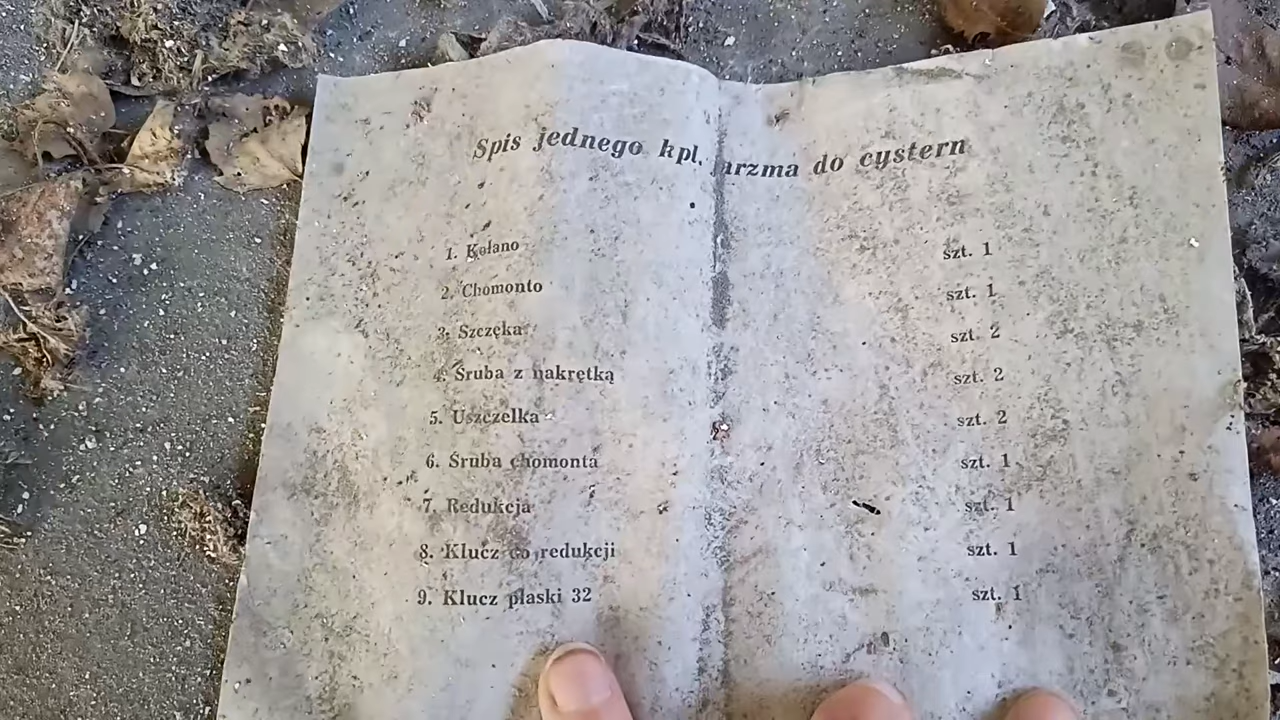 Spis jednego kpl. jarzma do cystern
1. Kolano szt. 1
2. Chomonto szt. 1
3. Szczęka szt. 2
4. Śruba z nakrętką szt. 2
5. Uszczelka szt. 2
6. Śruba chomonta szt. 1
7. Redukcja szt. 1
8. Klucz do redukcji szt. 1
9. Klucz płaski 32 szt. 1